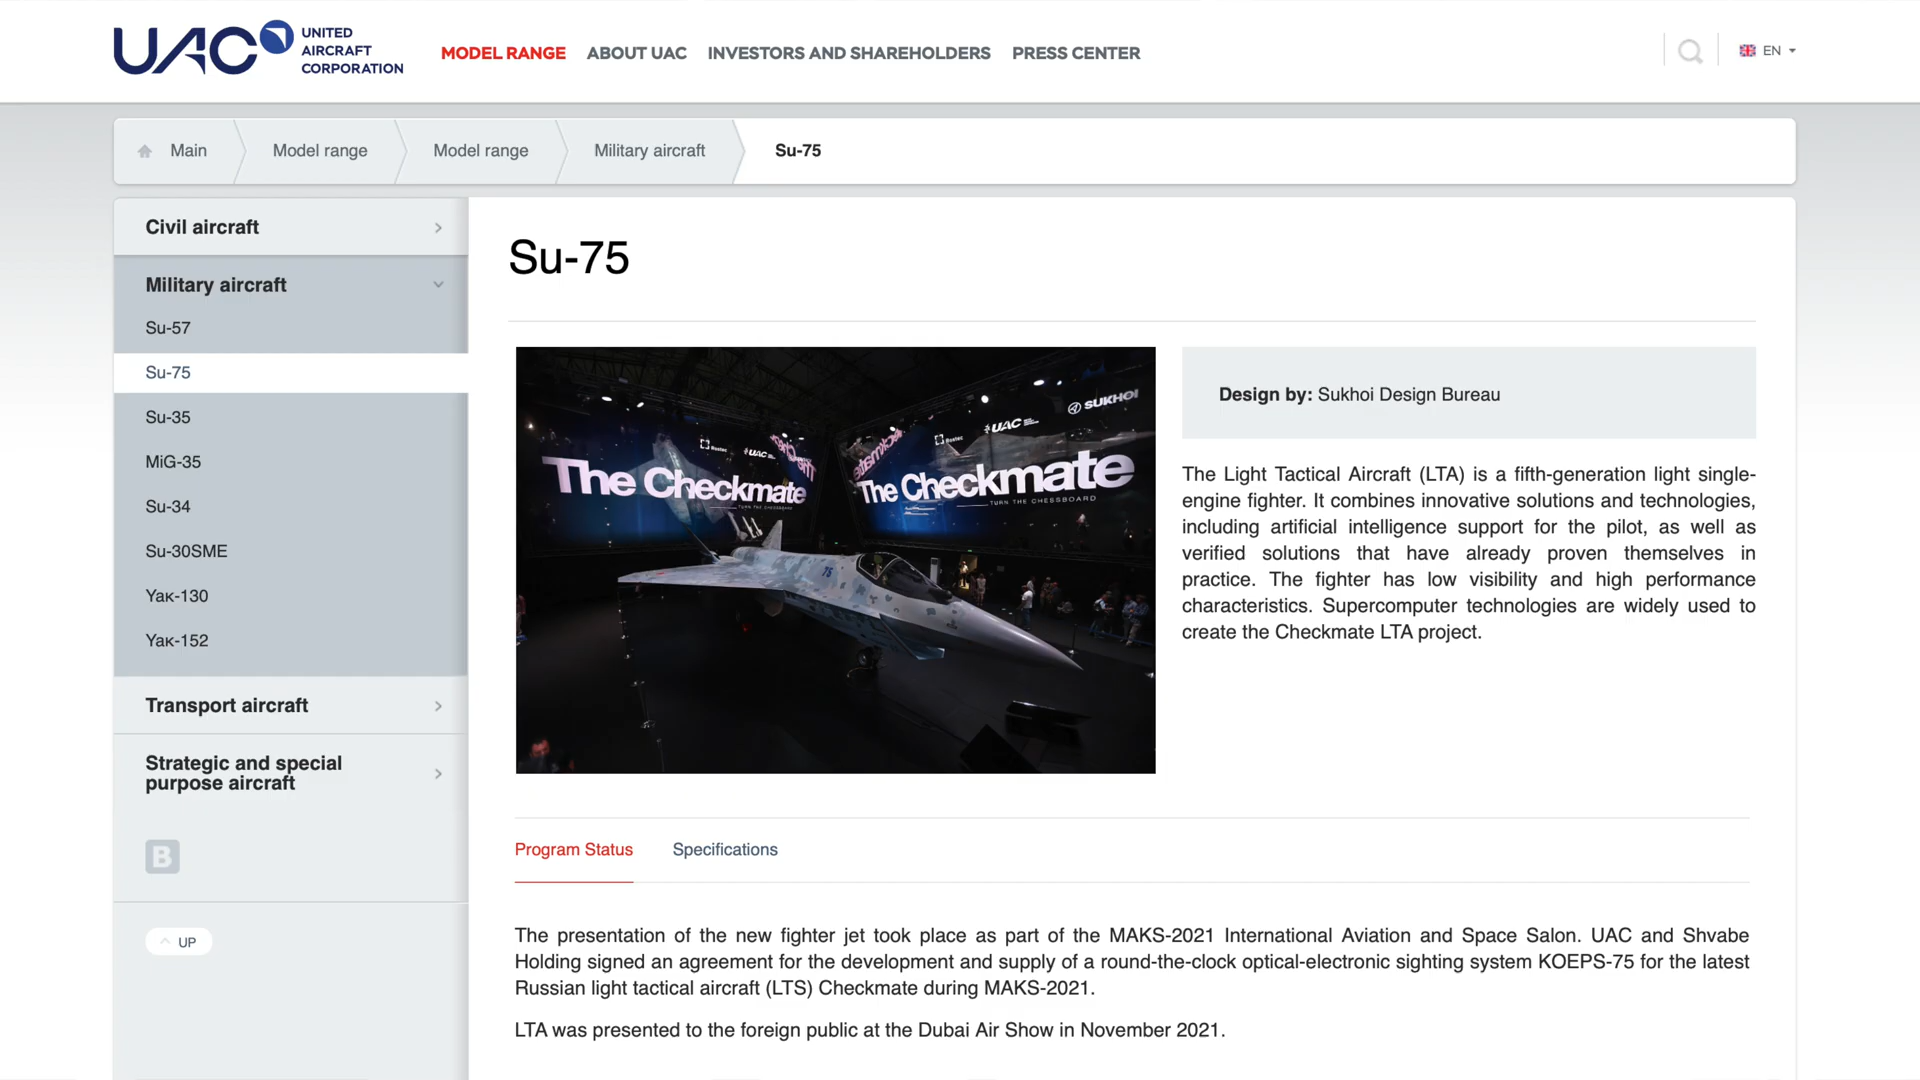 UAC UNITED
AIRCRAFT
CORPORATION
MODEL RANGE ABOUT UAC INVESTORS AND SHAREHOLDERS PRESS CENTER
EN
Main Model range Model range Military aircraft Su-75
Civil aircraft
Military aircraft
Su-57
Su-75
Su-35
MiG-35
Su-34
Su-30SME
Yaк-130
Yaк-152
Transport aircraft
Strategic and special
purpose aircraft
B
UP
Su-75
SUKHOI
UAC
Rostec
UAC
Rostec
The Checkmate
TURN THE CHESSBOARD
The Checkmate
TURN THE CHESSBOARD
75
Design by: Sukhoi Design Bureau
The Light Tactical Aircraft (LTA) is a fifth-generation light single-
engine fighter. It combines innovative solutions and technologies,
including artificial intelligence support for the pilot, as well as
verified solutions that have already proven themselves in
practice. The fighter has low visibility and high performance
characteristics. Supercomputer technologies are widely used to
create the Checkmate LTA project.
Program Status Specifications
The presentation of the new fighter jet took place as part of the MAKS-2021 International Aviation and Space Salon. UAC and Shvabe
Holding signed an agreement for the development and supply of a round-the-clock optical-electronic sighting system KOEPS-75 for the latest
Russian light tactical aircraft (LTS) Checkmate during MAKS-2021.
LTA was presented to the foreign public at the Dubai Air Show in November 2021.